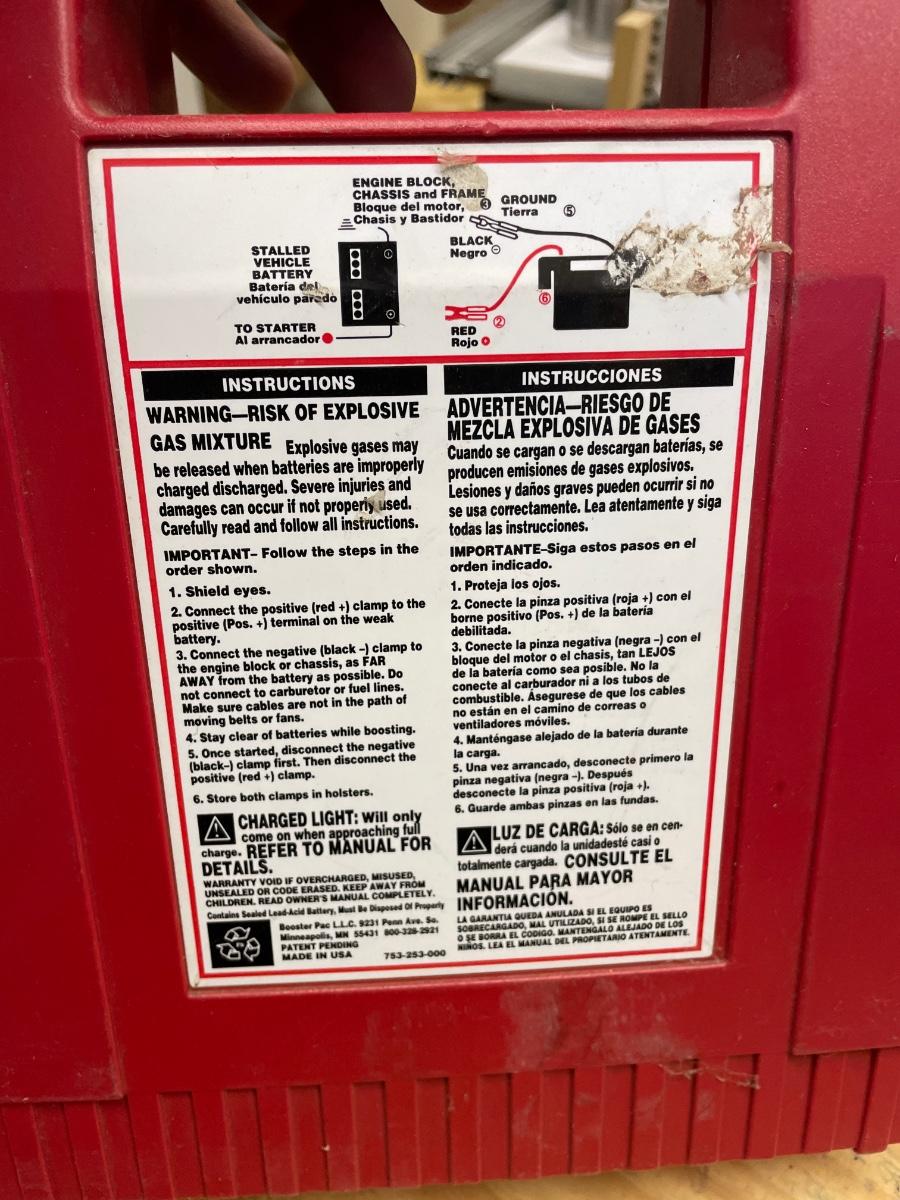 ENGINE BLOCK,
CHASSIS and FRAME
Bloque del motor,
Chasis y Bastidor
③
GROUND
Tierra
⑤
BLACK
Negro ⊖
STALLED
VEHICLE
BATTERY
Batería del
vehículo parado
TO STARTER
Al arrancador
⑥
②
RED
Rojo
INSTRUCTIONS
WARNING—RISK OF EXPLOSIVE
GAS MIXTURE Explosive gases may
be released when batteries are improperly
charged discharged. Severe injuries and
damages can occur if not properly used.
Carefully read and follow all instructions.
IMPORTANT– Follow the steps in the
order shown.
1. Shield eyes.
2. Connect the positive (red +) clamp to the
positive (Pos. +) terminal on the weak
battery.
3. Connect the negative (black –) clamp to
the engine block or chassis, as FAR
AWAY from the battery as possible. Do
not connect to carburetor or fuel lines.
Make sure cables are not in the path of
moving belts or fans.
4. Stay clear of batteries while boosting.
5. Once started, disconnect the negative
(black–) clamp first. Then disconnect the
positive (red +) clamp.
6. Store both clamps in holsters.
CHARGED LIGHT: Will only
come on when approaching full
charge. REFER TO MANUAL FOR
DETAILS.
WARRANTY VOID IF OVERCHARGED, MISUSED,
UNSEALED OR CODE ERASED. KEEP AWAY FROM
CHILDREN. READ OWNER'S MANUAL COMPLETELY.
Contains Sealed Lead-Acid Battery, Must Be Disposed Of Properly
Booster Pac L.L.C. 9231 Penn Ave. So.
Minneapolis, MN 55431 800-328-2921
PATENT PENDING
MADE IN USA 753-253-000
INSTRUCCIONES
ADVERTENCIA—RIESGO DE
MEZCLA EXPLOSIVA DE GASES
Cuando se cargan o se descargan baterías, se
producen emisiones de gases explosivos.
Lesiones y daños graves pueden ocurrir si no
se usa correctamente. Lea atentamente y siga
todas las instrucciones.
IMPORTANTE–Siga estos pasos en el
orden indicado.
1. Proteja los ojos.
2. Conecte la pinza positiva (roja +) con el
borne positivo (Pos. +) de la batería
debilitada.
3. Conecte la pinza negativa (negra –) con el
bloque del motor o el chasis, tan LEJOS
de la batería como sea posible. No la
conecte al carburador ni a los tubos de
combustible. Ásegurese de que los cables
no están en el camino de correas o
ventiladores móviles.
4. Manténgase alejado de la batería durante
la carga.
5. Una vez arrancado, desconecte primero la
pinza negativa (negra –). Después
desconecte la pinza positiva (roja +).
6. Guarde ambas pinzas en las fundas.
LUZ DE CARGA: Sólo se en cen-
derá cuando la unidadesté casi o
totalmente cargada. CONSULTE EL
MANUAL PARA MAYOR
INFORMACIÓN.
LA GARANTIA QUEDA ANULADA SI EL EQUIPO ES
SOBRECARGADO, MAL UTILIZADO, SI SE ROMPE EL SELLO
O SE BORRA EL CODIGO. MANTENGALO ALEJADO DE LOS
NIÑOS. LEA EL MANUAL DEL PROPIETARIO ATENTAMENTE.